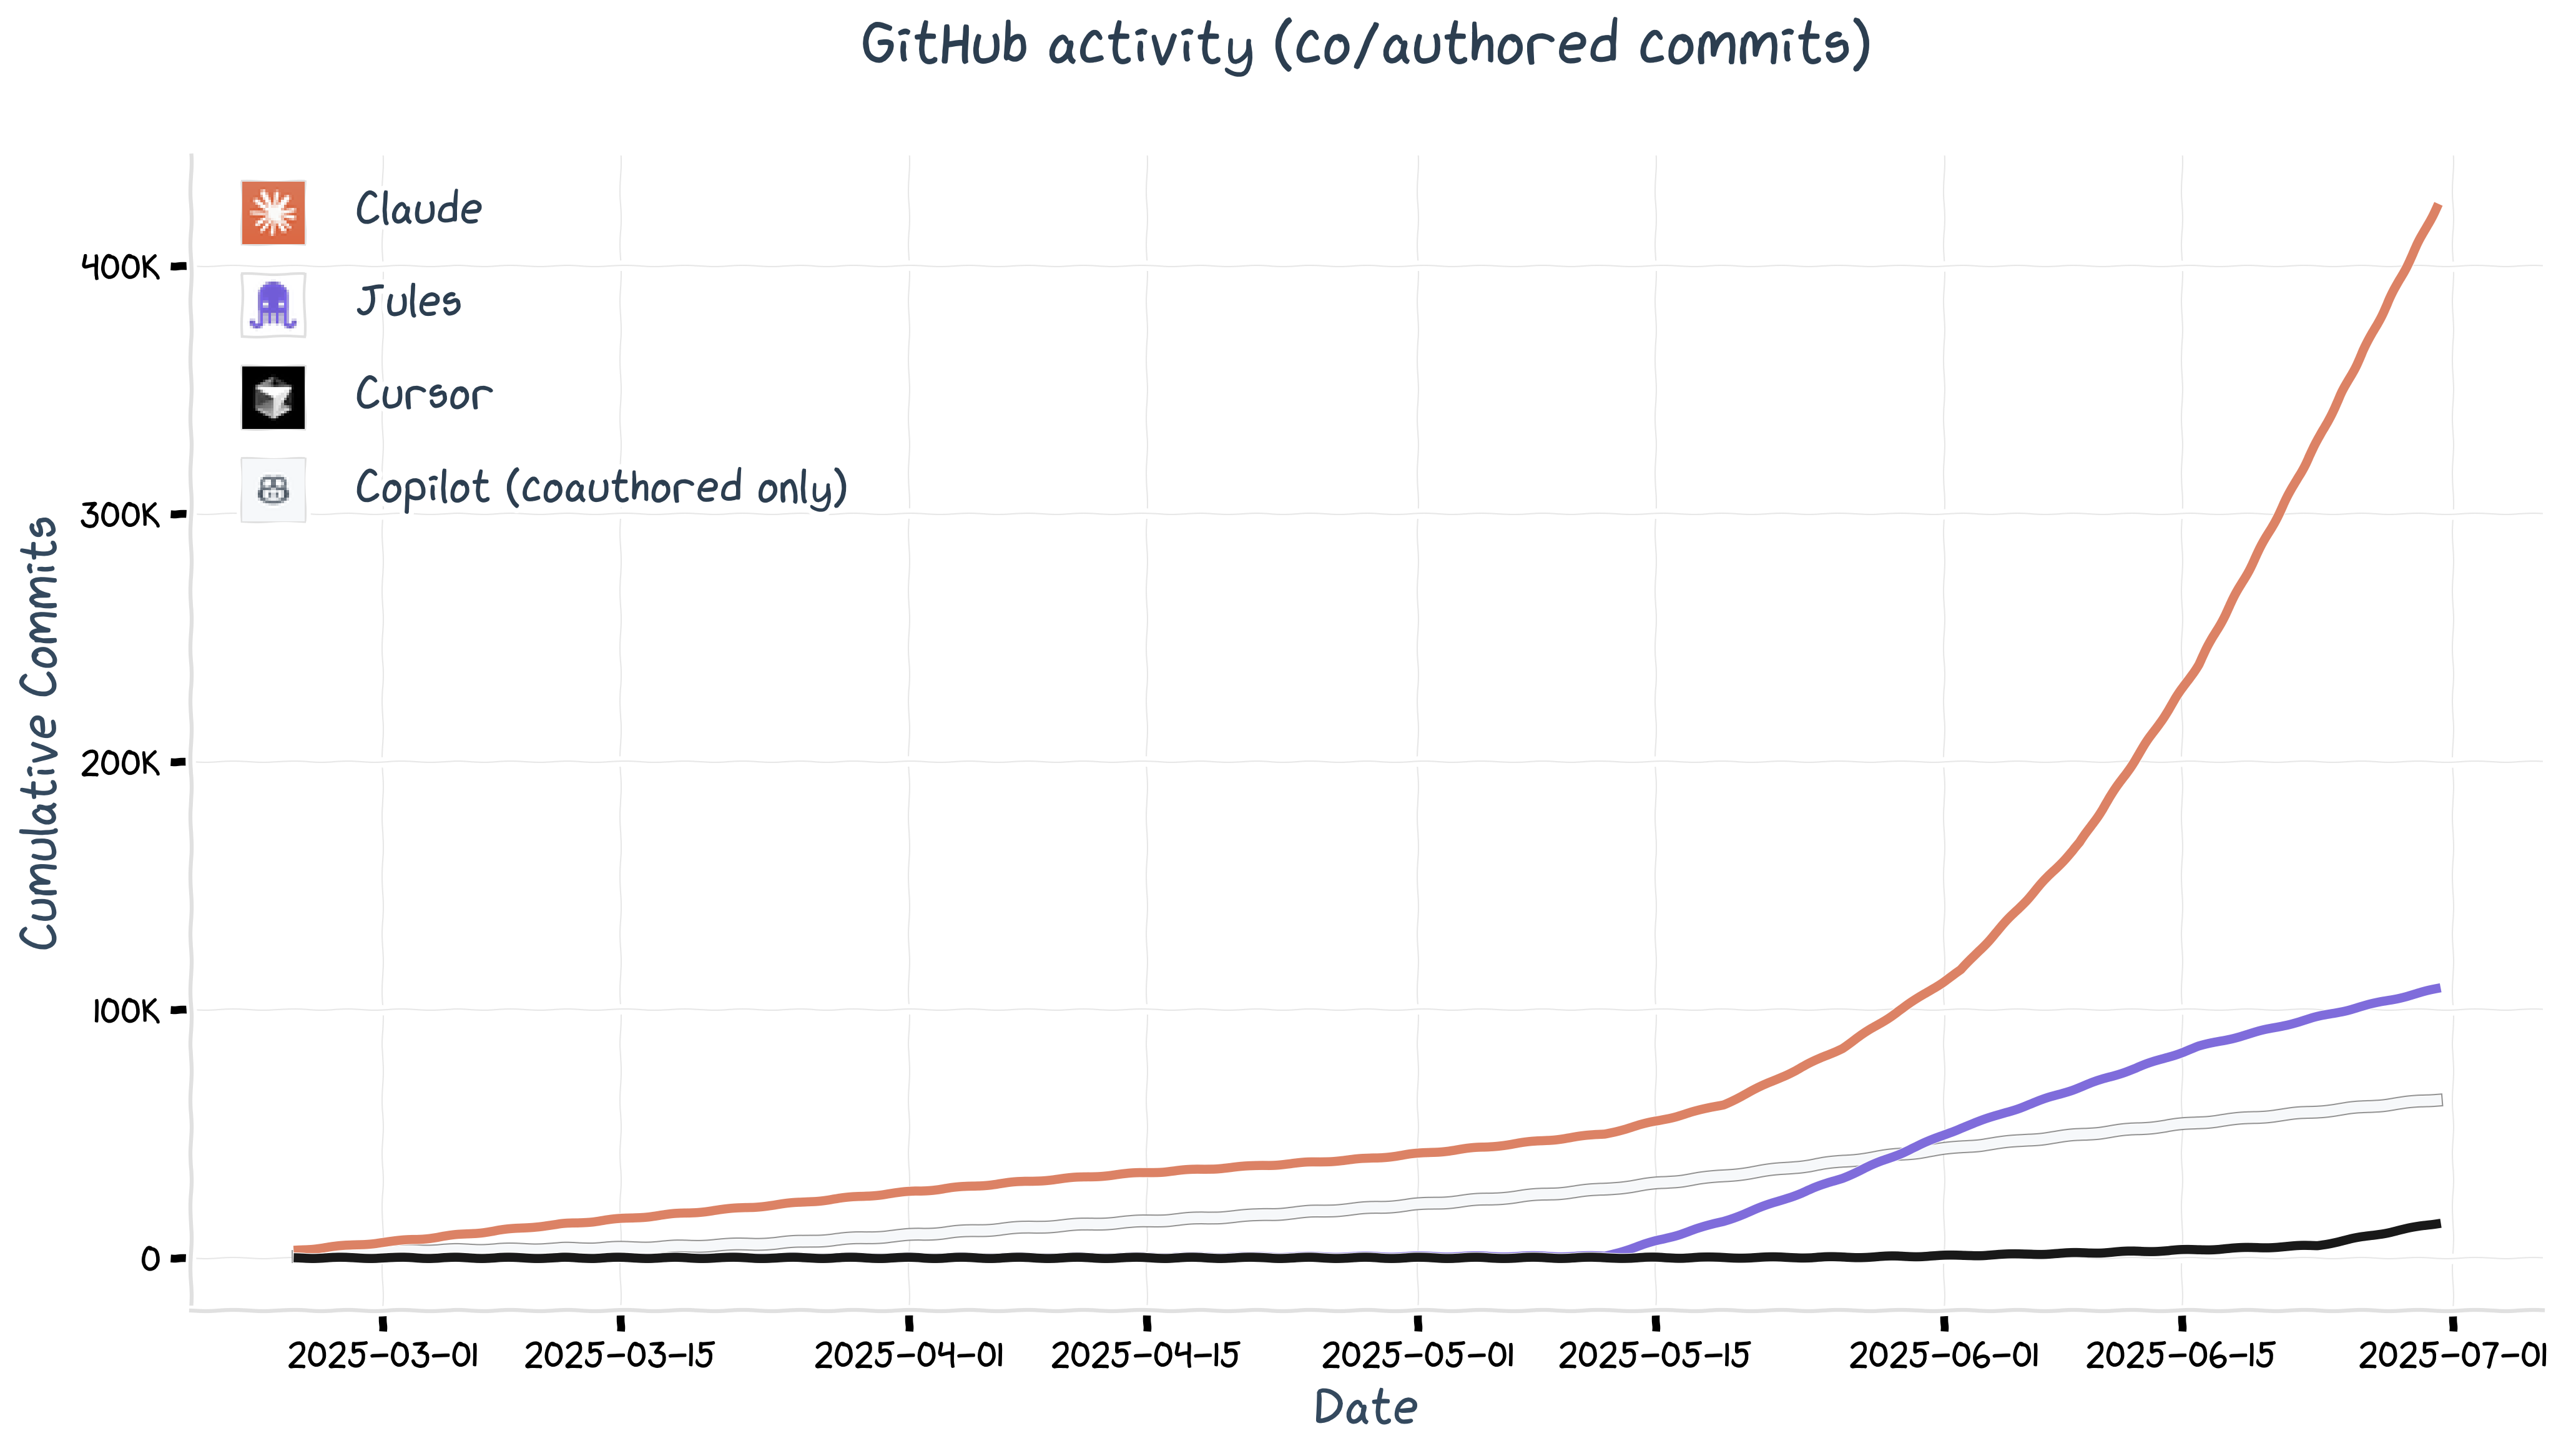 GitHub activity (co/authored commits)
Claude
Jules
Cursor
Copilot (coauthored only)
Cumulative Commits
400K
300K
200K
100K
0
2025-03-01
2025-03-15
2025-04-01
2025-04-15
2025-05-01
2025-05-15
2025-06-01
2025-06-15
2025-07-01
Date